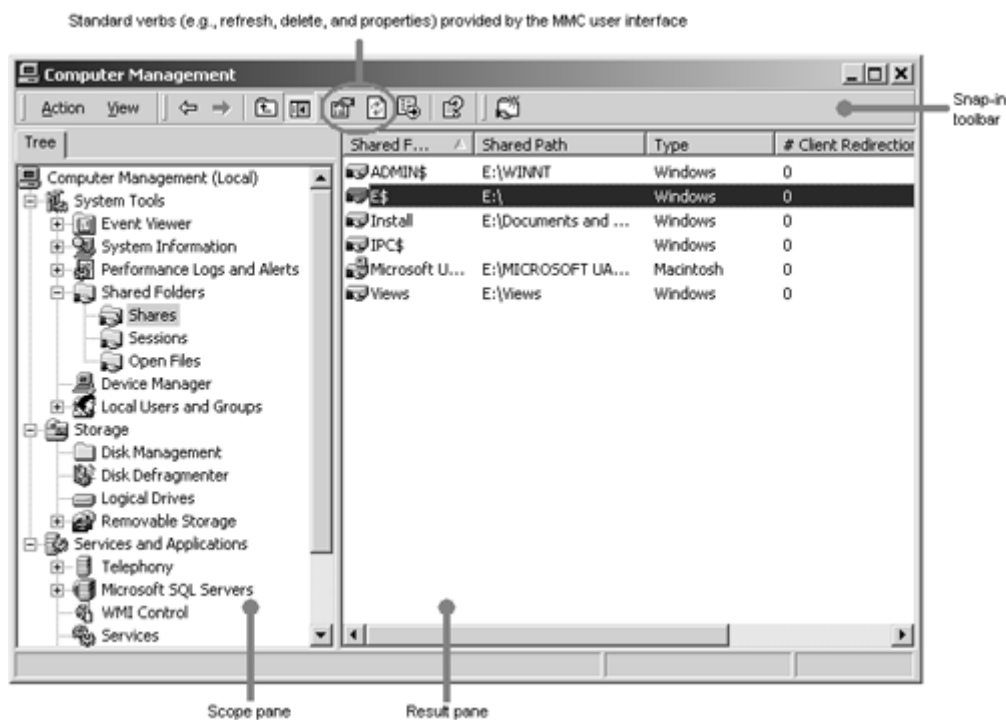 Standard verbs (e.g., refresh, delete, and properties) provided by the MMC user interface
Computer Management
Action View
Snap-in
toolbar
Tree
Shared F... Shared Path Type # Client Redirection
Computer Management (Local)
System Tools
Event Viewer
System Information
Performance Logs and Alerts
Shared Folders
Shares
Sessions
Open Files
Device Manager
Local Users and Groups
Storage
Disk Management
Disk Defragmenter
Logical Drives
Removable Storage
Services and Applications
Telephony
Microsoft SQL Servers
WMI Control
Services
ADMIN$ E:\WINNT Windows 0
E$ E:\ Windows 0
Install E:\Documents and ... Windows 0
IPC$ Windows 0
Microsoft U... E:\MICROSOFT UA... Macintosh 0
Views E:\Views Windows 0
Scope pane
Result pane